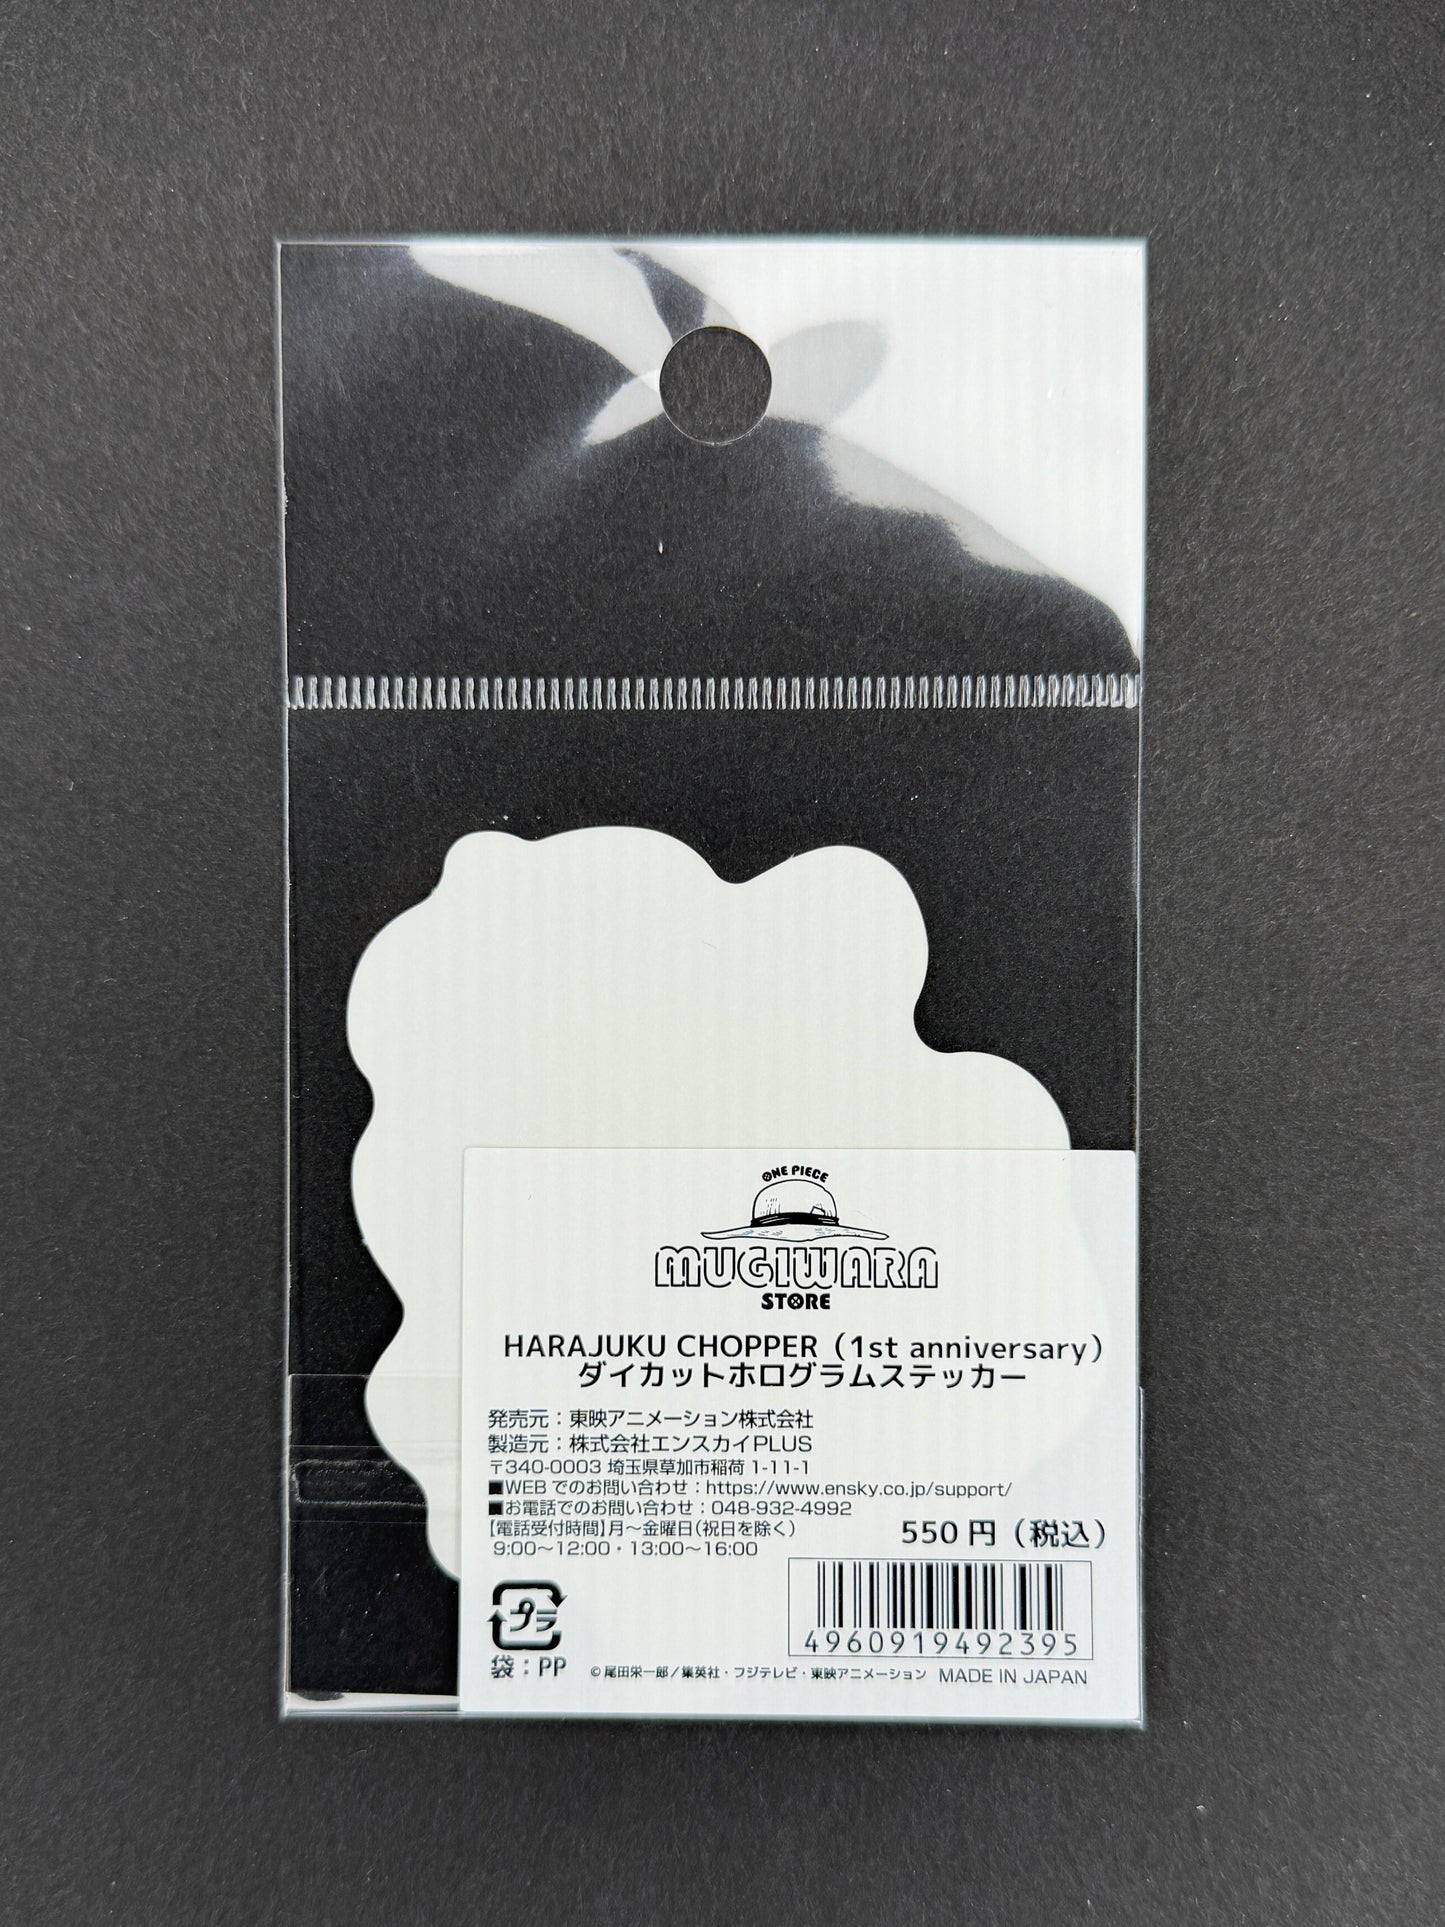 ONE PIECE
MUGIWARA
STORE
HARAJUKU CHOPPER（1st anniversary）
ダイカットホログラムステッカー
発売元：東映アニメーション株式会社
製造元：株式会社エンスカイPLUS
〒340-0003 埼玉県草加市稲荷 1-11-1
■WEBでのお問い合わせ：https://www.ensky.co.jp/support/
■お電話でのお問い合わせ：048-932-4992
【電話受付時間】月～金曜日（祝日を除く）
9:00～12:00・13:00～16:00
550 円（税込）
4960919492395
プラ
袋：PP
©尾田栄一郎／集英社・フジテレビ・東映アニメーション MADE IN JAPAN